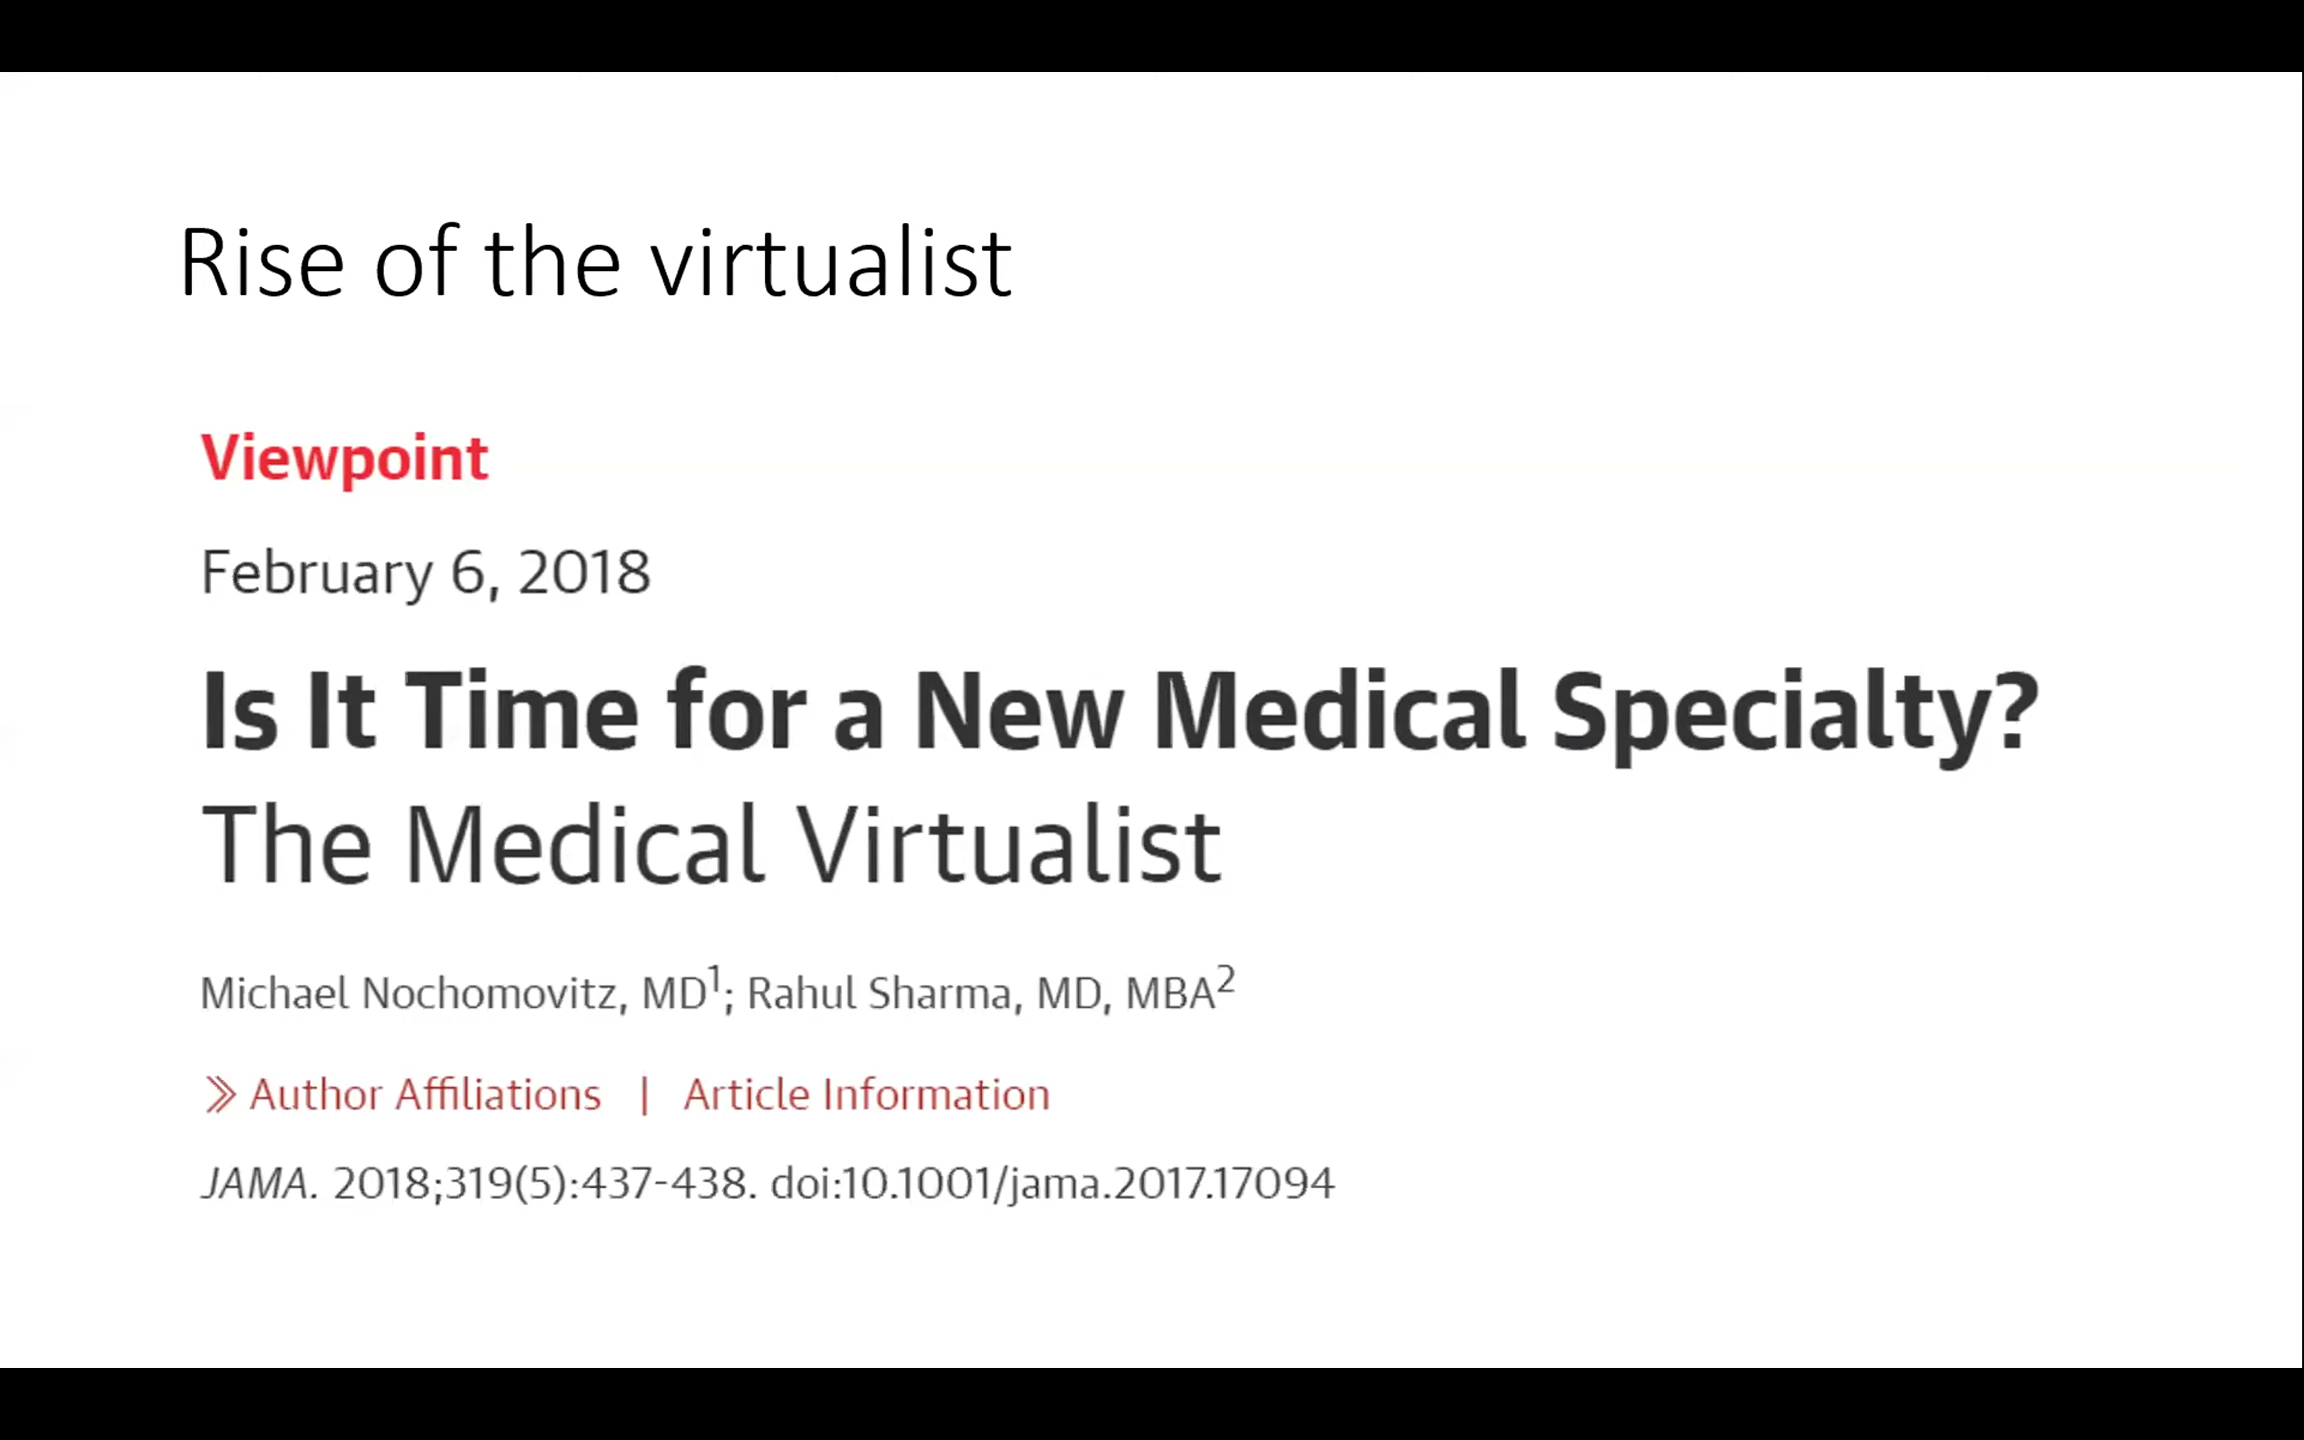 Rise of the virtualist
Viewpoint
February 6, 2018
Is It Time for a New Medical Specialty?
The Medical Virtualist
Michael Nochomovitz, MD1; Rahul Sharma, MD, MBA2
» Author Affiliations | Article Information
JAMA. 2018;319(5):437-438. doi:10.1001/jama.2017.17094